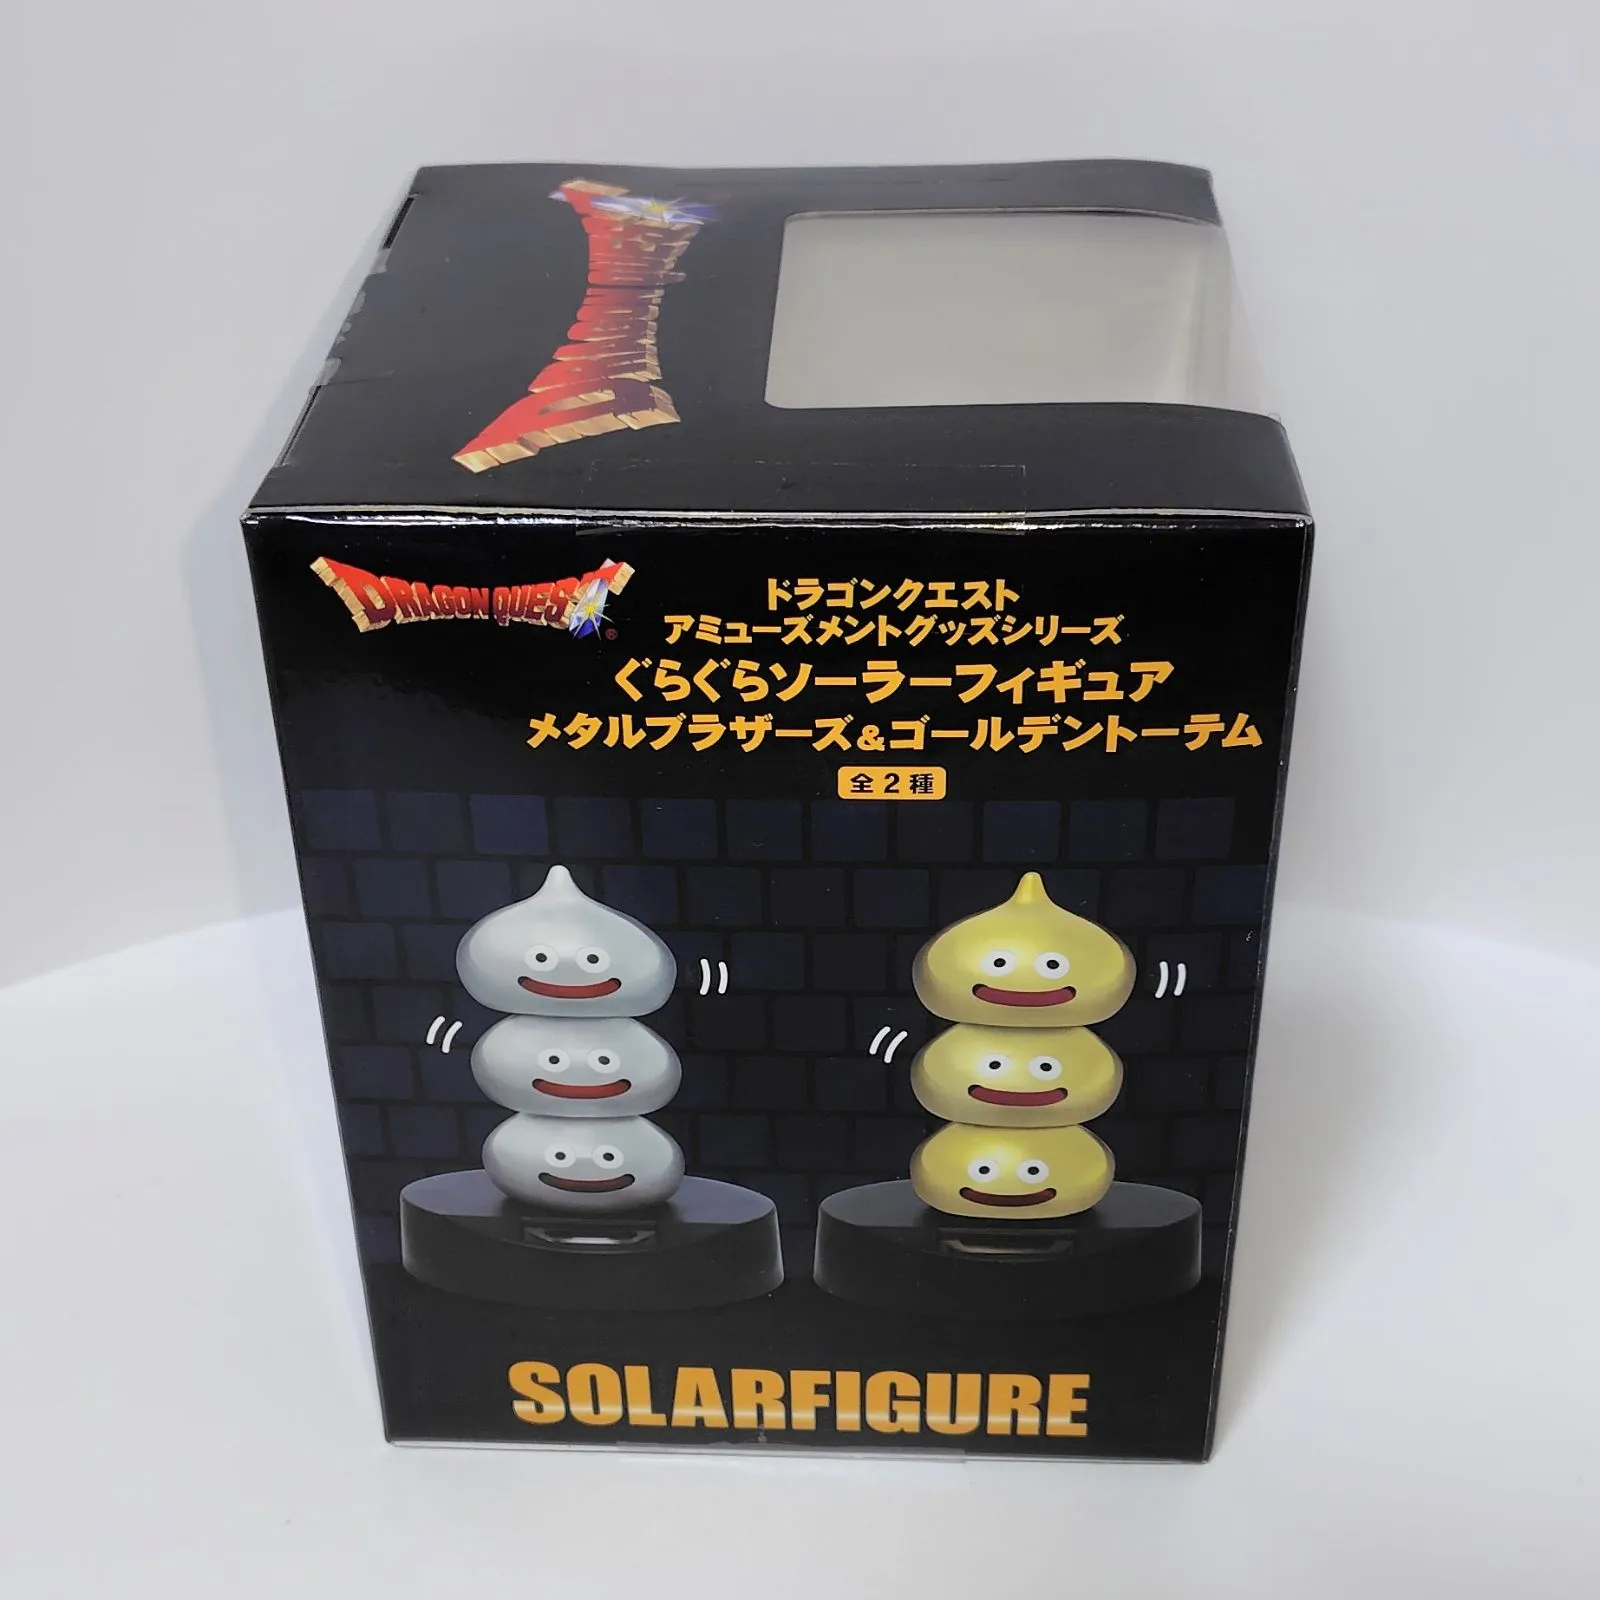 DRAGON QUEST
DRAGON QUEST®
ドラゴンクエスト
アミューズメントグッズシリーズ
ぐらぐらソーラーフィギュア
メタルブラザーズ&ゴールデントーテム
全2種
SOLARFIGURE